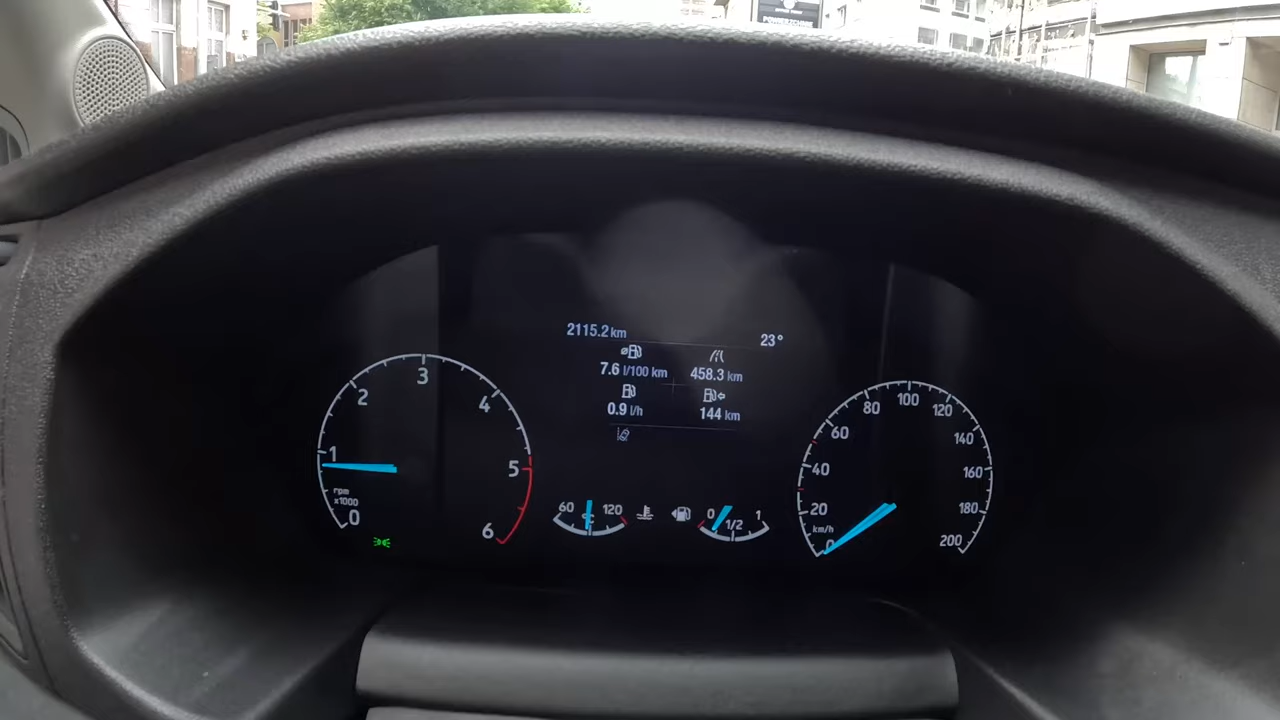 2115.2 km 23°
7.6 l/100 km 458.3 km
0.9 l/h 144 km
0 1 2 3 4 5 6
rpm
x1000
60 120
°C
0 1/2 1
0 20 40 60 80 100 120 140 160 180 200
km/h